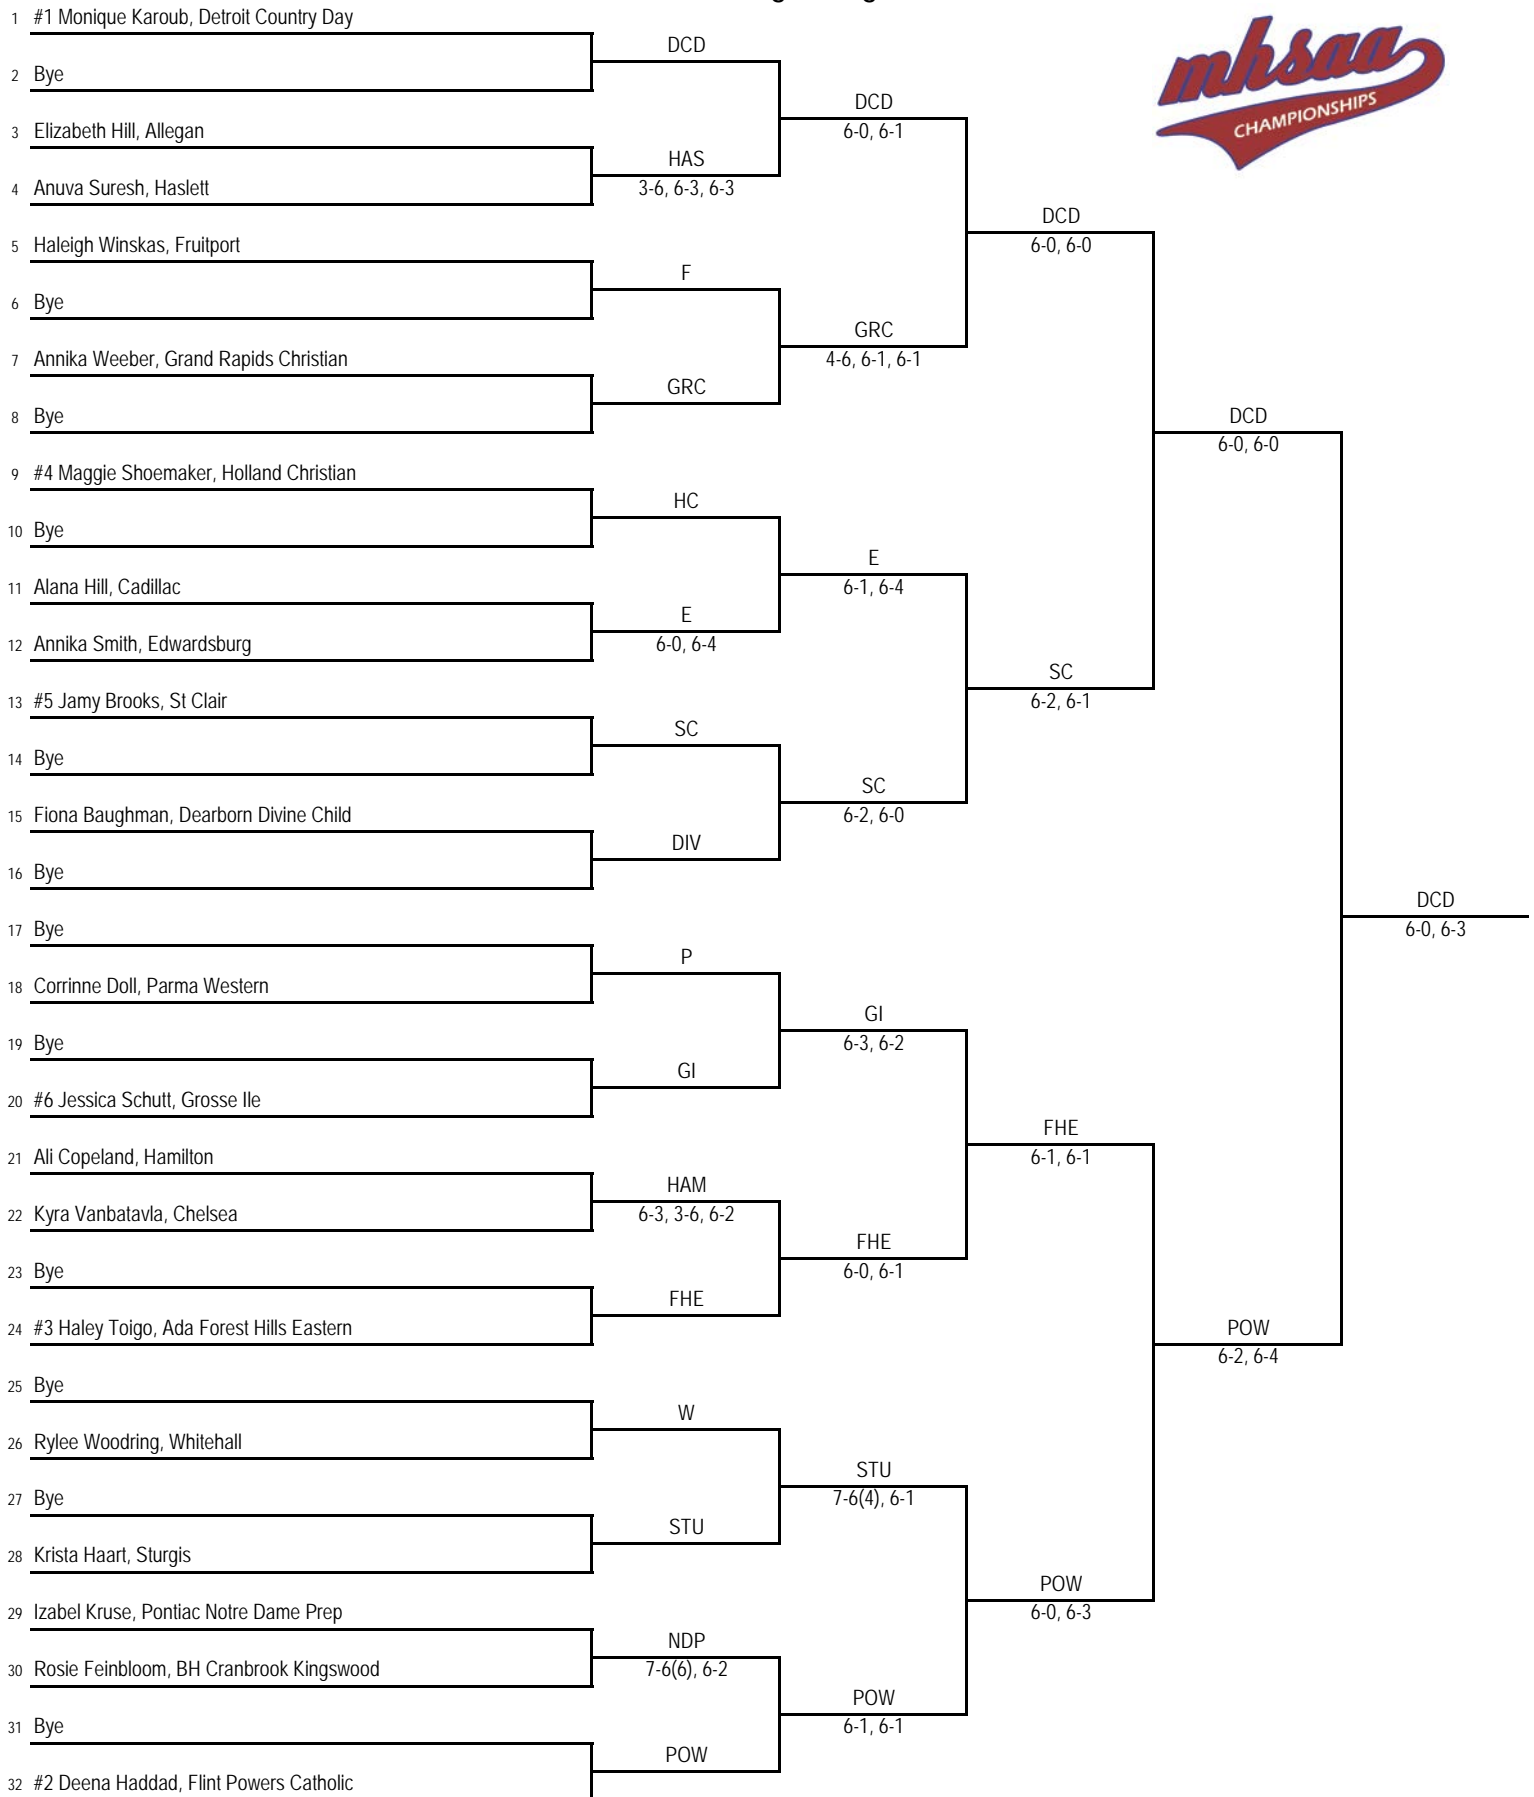 mhsaa
CHAMPIONSHIPS
1 #1 Monique Karoub, Detroit Country Day
DCD
2 Bye
DCD
6-0, 6-1
3 Elizabeth Hill, Allegan
HAS
3-6, 6-3, 6-3
4 Anuva Suresh, Haslett
DCD
6-0, 6-0
5 Haleigh Winskas, Fruitport
F
6 Bye
GRC
4-6, 6-1, 6-1
7 Annika Weeber, Grand Rapids Christian
GRC
8 Bye
DCD
6-0, 6-0
9 #4 Maggie Shoemaker, Holland Christian
HC
10 Bye
E
6-1, 6-4
11 Alana Hill, Cadillac
E
6-0, 6-4
12 Annika Smith, Edwardsburg
SC
6-2, 6-1
13 #5 Jamy Brooks, St Clair
SC
14 Bye
SC
6-2, 6-0
15 Fiona Baughman, Dearborn Divine Child
DIV
16 Bye
DCD
6-0, 6-3
17 Bye
P
18 Corrinne Doll, Parma Western
GI
6-3, 6-2
19 Bye
GI
20 #6 Jessica Schutt, Grosse Ile
FHE
6-1, 6-1
21 Ali Copeland, Hamilton
HAM
6-3, 3-6, 6-2
22 Kyra Vanbatavla, Chelsea
FHE
6-0, 6-1
23 Bye
FHE
24 #3 Haley Toigo, Ada Forest Hills Eastern
POW
6-2, 6-4
25 Bye
W
26 Rylee Woodring, Whitehall
STU
7-6(4), 6-1
27 Bye
STU
28 Krista Haart, Sturgis
POW
6-0, 6-3
29 Izabel Kruse, Pontiac Notre Dame Prep
NDP
7-6(6), 6-2
30 Rosie Feinbloom, BH Cranbrook Kingswood
POW
6-1, 6-1
31 Bye
POW
32 #2 Deena Haddad, Flint Powers Catholic